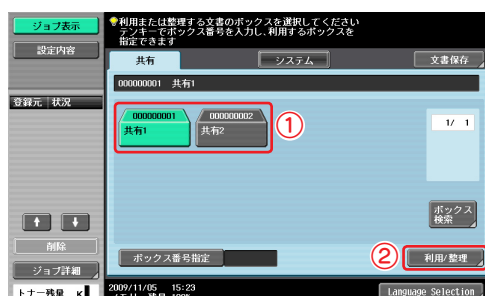 ジョブ表示
設定内容
登録元 状況
削除
ジョブ詳細
トナー残量 K
利用または整理する文書のボックスを選択してください
テンキーでボックス番号を入力し、利用するボックスを
指定できます
共有
システム
文書保存
000000001 共有1
000000001
共有1
000000002
共有2
①
1/ 1
ボックス
検索
ボックス番号指定
②
利用/整理
2009/11/05 15:23
Language Selection